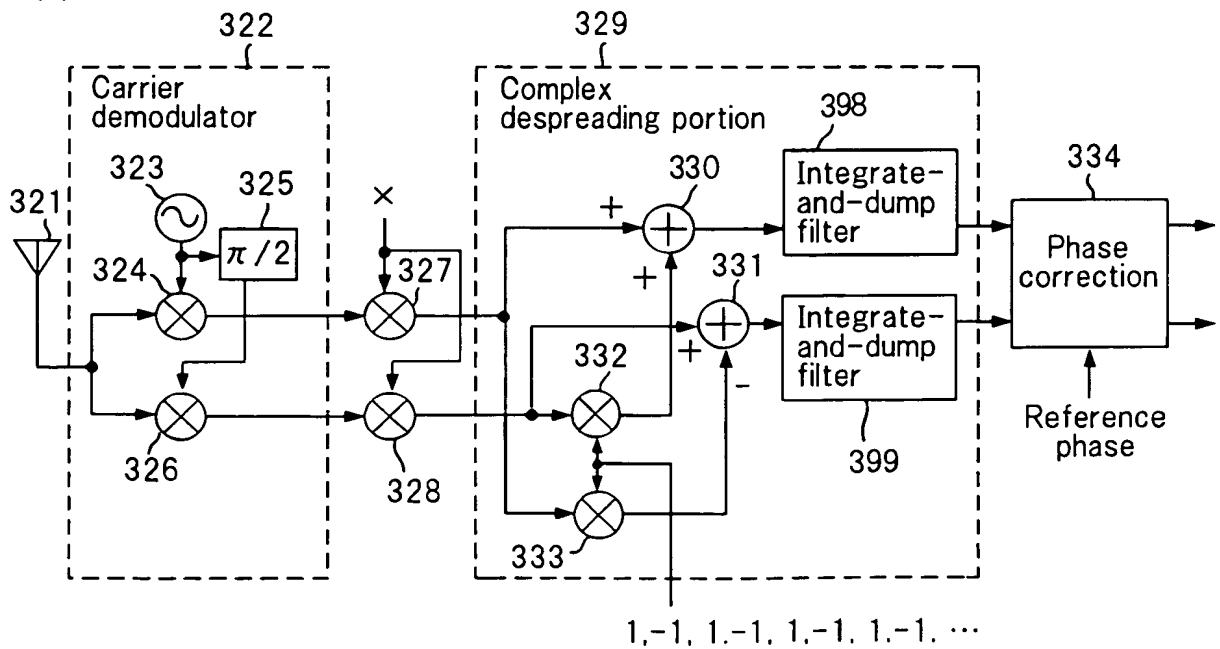 322
329
Carrier
demodulator
Complex
despreading portion
398
323
325
×
330
334
321
π/2
+
Integrate-
and-dump
filter
324
327
+
331
Phase
correction
332
+
-
Integrate-
and-dump
filter
326
328
399
Reference
phase
333
1,-1, 1.-1, 1,-1, 1.-1. ···